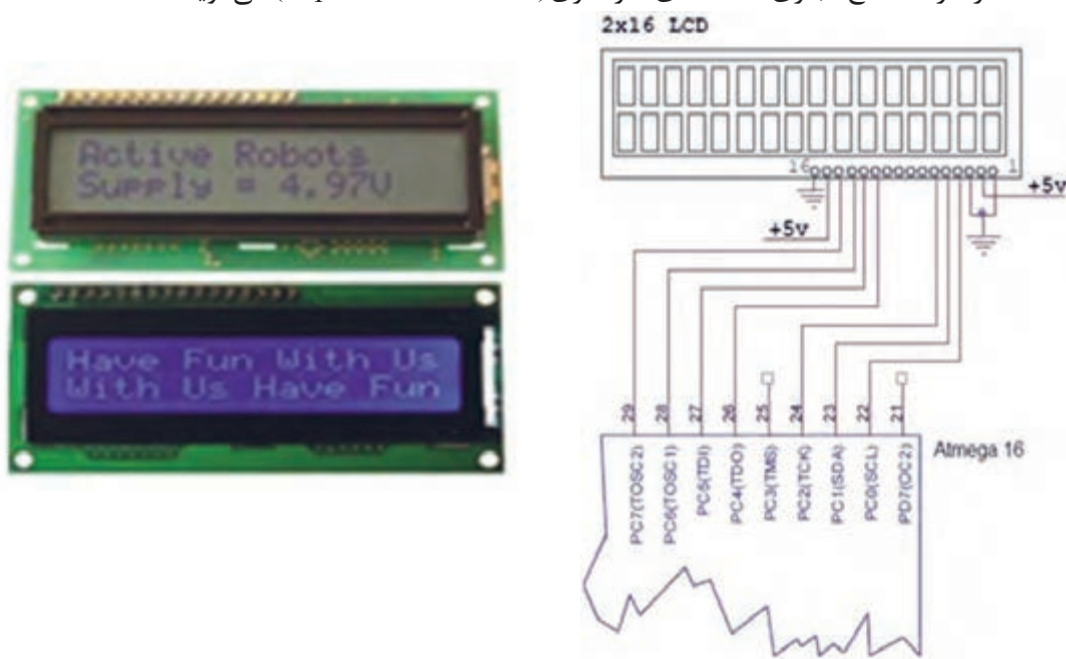 2x16 LCD
Active Robots
Supply = 4.97V
16
1
+5v
+5v
Have Fun With Us
With Us Have Fun
29
28
27
26
25
24
23
22
21
Atmega 16
PC7(TOSC2)
PC6(TOSC1)
PC5(TDI)
PC4(TDO)
PC3(TMS)
PC2(TCK)
PC1(SDA)
PC0(SCL)
PD7(OC2)